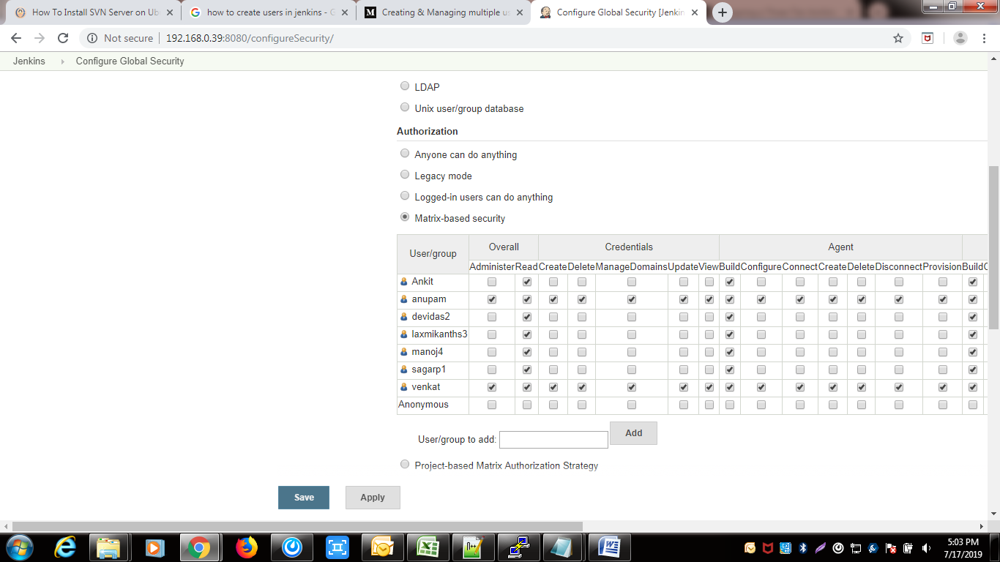 How To Install SVN Server on Ub
how to create users in jenkins - G
Creating & Managing multiple us
Configure Global Security [Jenkin
Not secure
192.168.0.39:8080/configureSecurity/
Jenkins
Configure Global Security
LDAP
Unix user/group database
Authorization
Anyone can do anything
Legacy mode
Logged-in users can do anything
Matrix-based security
User/group Overall Credentials Agent
Administer Read Create Delete ManageDomains Update View Build Configure Connect Create Delete Disconnect Provision Build C
Ankit
anupam
devidas2
laxmikanths3
manoj4
sagarp1
venkat
Anonymous
User/group to add: Add
Project-based Matrix Authorization Strategy
Save Apply
5:03 PM
7/17/2019